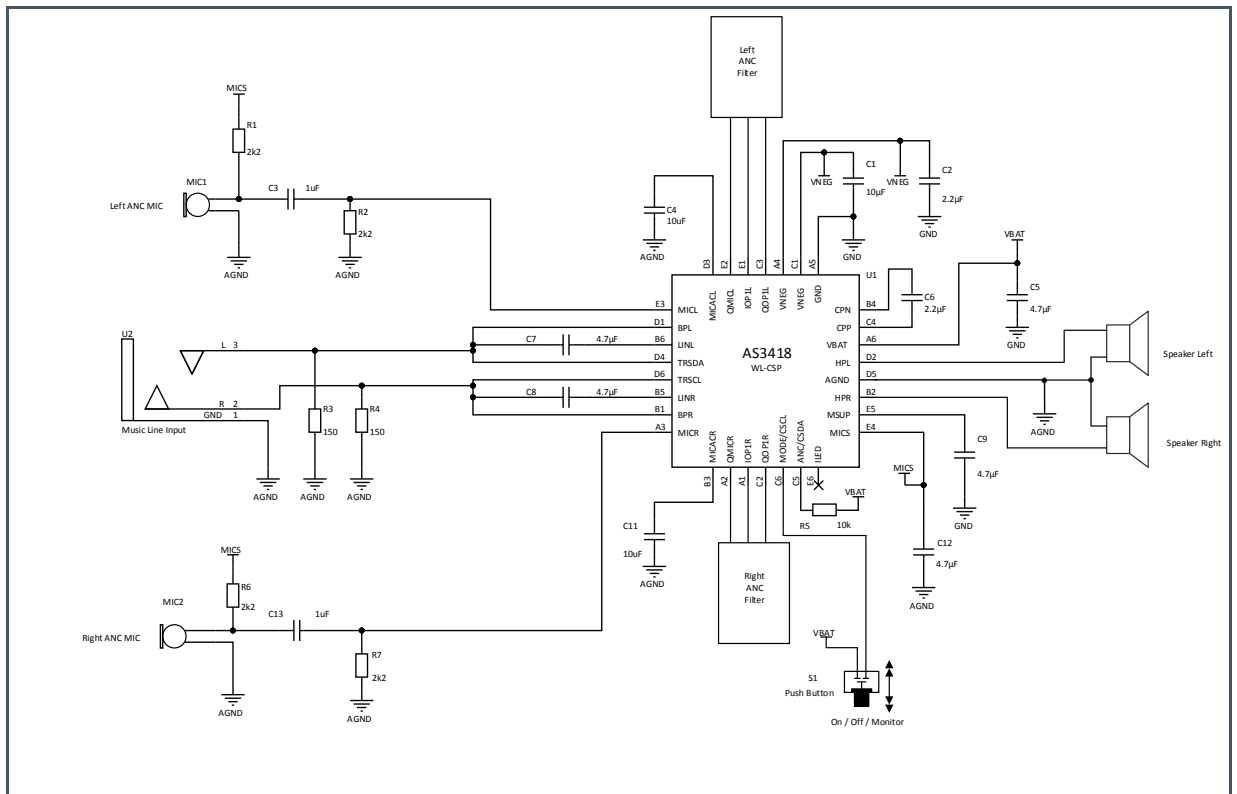 Left
ANC
Filter
MICS
R1
2k2
MIC1
Left ANC MIC
C3
1uF
R2
2k2
AGND
AGND
C4
10uF
AGND
VNEG
C1
10µF
VNEG
C2
2.2µF
GND
GND
VBAT
C5
4.7µF
GND
D3
E2
E1
C3
A4
C1
A5
U1
MICACL
QMICL
IOP1L
QOP1L
VNEG
VNEG
GND
E3
MICL
D1
BPL
B6
LINL
D4
TRSDA
D6
TRSCL
B5
LINR
B1
BPR
A3
MICR
AS3418
WL-CSP
CPN
B4
CPP
C4
VBAT
A6
HPL
D2
AGND
D5
HPR
B2
MSUP
E5
MICS
E4
C6
2.2µF
Speaker Left
AGND
Speaker Right
U2
L 3
R 2
GND 1
Music Line Input
C7
4.7µF
C8
4.7µF
R3
150
R4
150
AGND
AGND
AGND
MICACR
QMICR
IOP1R
QOP1R
MODE/CSCL
ANC/CSDA
ILED
B3
A2
A1
C2
C6
C5
E6
C9
4.7µF
GND
MICS
C12
4.7µF
AGND
VBAT
R5
10k
C11
10uF
AGND
Right
ANC
Filter
MICS
R6
2k2
MIC2
Right ANC MIC
C13
1uF
R7
2k2
AGND
AGND
VBAT
S1
Push Button
On / Off / Monitor